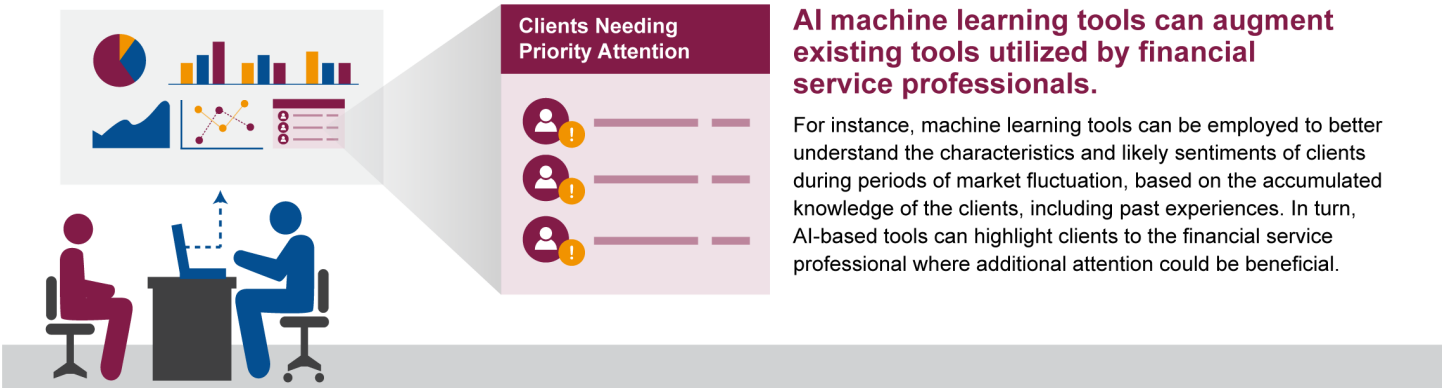 Clients Needing
Priority Attention
!
!
!
AI machine learning tools can augment
existing tools utilized by financial
service professionals.
For instance, machine learning tools can be employed to better
understand the characteristics and likely sentiments of clients
during periods of market fluctuation, based on the accumulated
knowledge of the clients, including past experiences. In turn,
AI-based tools can highlight clients to the financial service
professional where additional attention could be beneficial.